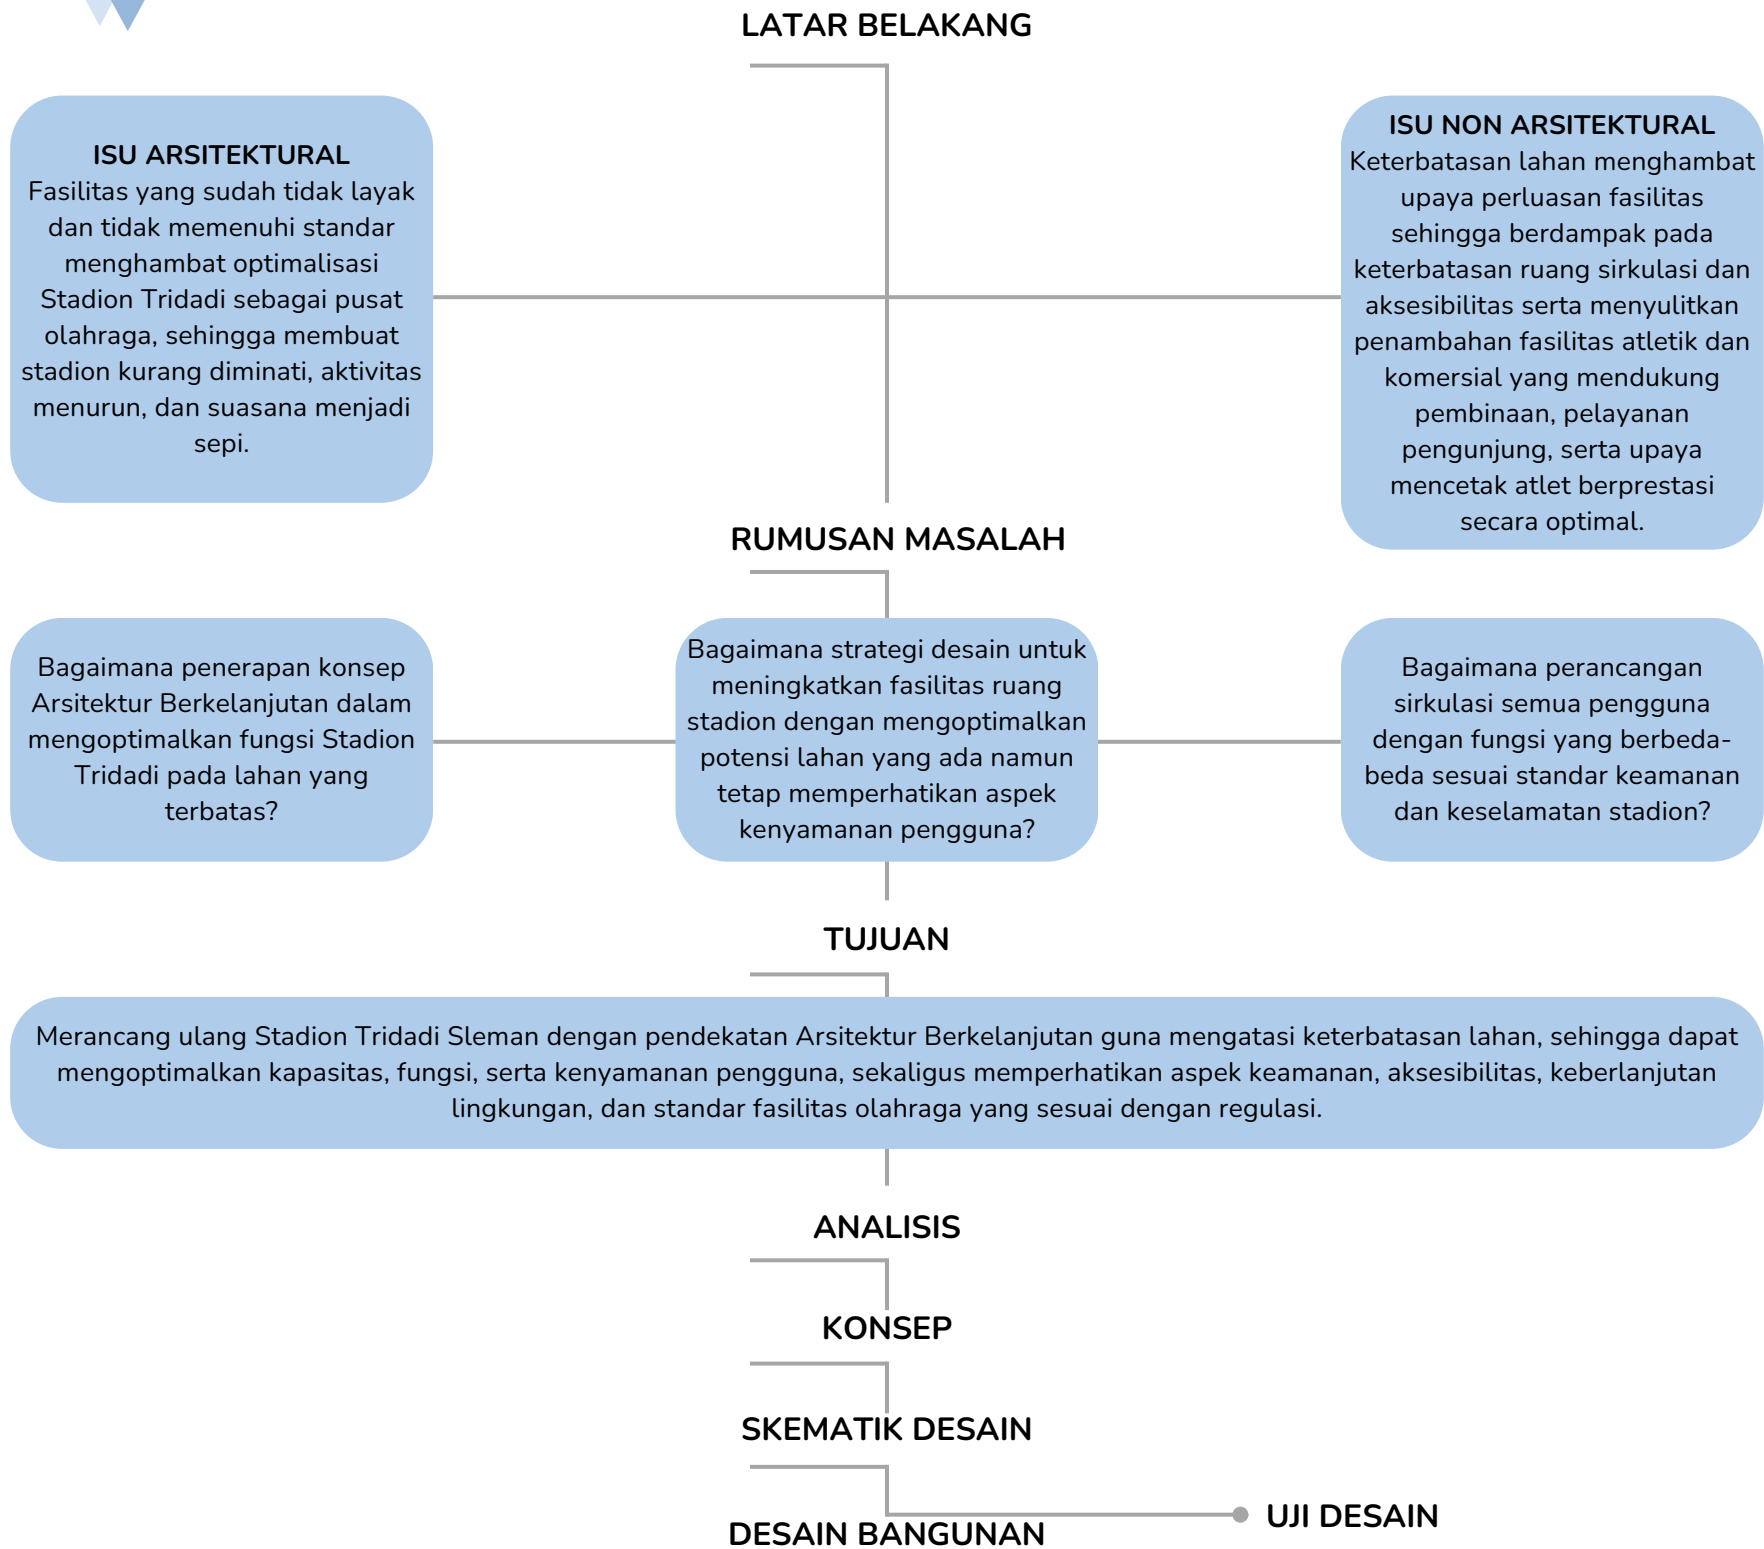 LATAR BELAKANG
ISU ARSITEKTURAL
Fasilitas yang sudah tidak layak
dan tidak memenuhi standar
menghambat optimalisasi
Stadion Tridadi sebagai pusat
olahraga, sehingga membuat
stadion kurang diminati, aktivitas
menurun, dan suasana menjadi
sepi.
ISU NON ARSITEKTURAL
Keterbatasan lahan menghambat
upaya perluasan fasilitas
sehingga berdampak pada
keterbatasan ruang sirkulasi dan
aksesibilitas serta menyulitkan
penambahan fasilitas atletik dan
komersial yang mendukung
pembinaan, pelayanan
pengunjung, serta upaya
mencetak atlet berprestasi
secara optimal.
RUMUSAN MASALAH
Bagaimana penerapan konsep
Arsitektur Berkelanjutan dalam
mengoptimalkan fungsi Stadion
Tridadi pada lahan yang
terbatas?
Bagaimana strategi desain untuk
meningkatkan fasilitas ruang
stadion dengan mengoptimalkan
potensi lahan yang ada namun
tetap memperhatikan aspek
kenyamanan pengguna?
Bagaimana perancangan
sirkulasi semua pengguna
dengan fungsi yang berbeda-
beda sesuai standar keamanan
dan keselamatan stadion?
TUJUAN
Merancang ulang Stadion Tridadi Sleman dengan pendekatan Arsitektur Berkelanjutan guna mengatasi keterbatasan lahan, sehingga dapat
mengoptimalkan kapasitas, fungsi, serta kenyamanan pengguna, sekaligus memperhatikan aspek keamanan, aksesibilitas, keberlanjutan
lingkungan, dan standar fasilitas olahraga yang sesuai dengan regulasi.
ANALISIS
KONSEP
SKEMATIK DESAIN
UJI DESAIN
DESAIN BANGUNAN